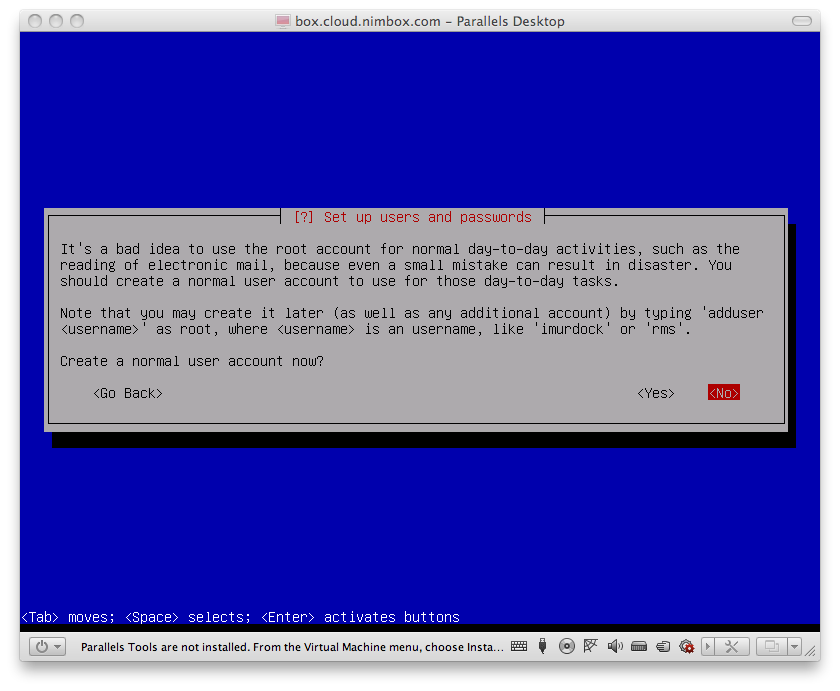 box.cloud.nimbox.com – Parallels Desktop
[?] Set up users and passwords
It's a bad idea to use the root account for normal day-to-day activities, such as the
reading of electronic mail, because even a small mistake can result in disaster. You
should create a normal user account to use for those day-to-day tasks.
Note that you may create it later (as well as any additional account) by typing 'adduser
<username>' as root, where <username> is an username, like 'imurdock' or 'rms'.
Create a normal user account now?
<Go Back> <Yes> <No>
<Tab> moves; <Space> selects; <Enter> activates buttons
Parallels Tools are not installed. From the Virtual Machine menu, choose Insta...